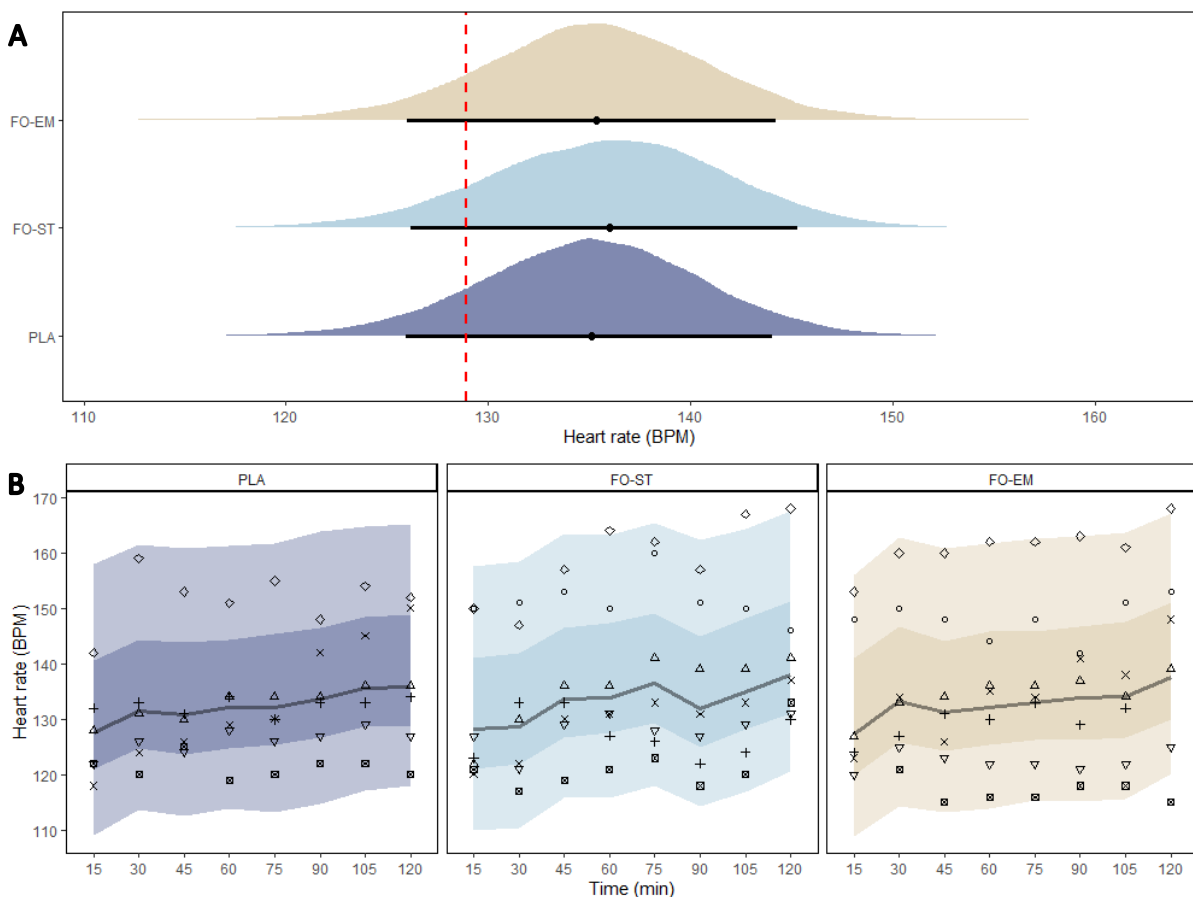 A
FO-EM
FO-ST
PLA
110 120 130 140 150 160
Heart rate (BPM)
B
PLA FO-ST FO-EM
170
160
150
140
130
120
110
Heart rate (BPM)
15 30 45 60 75 90 105 120 15 30 45 60 75 90 105 120 15 30 45 60 75 90 105 120
Time (min)